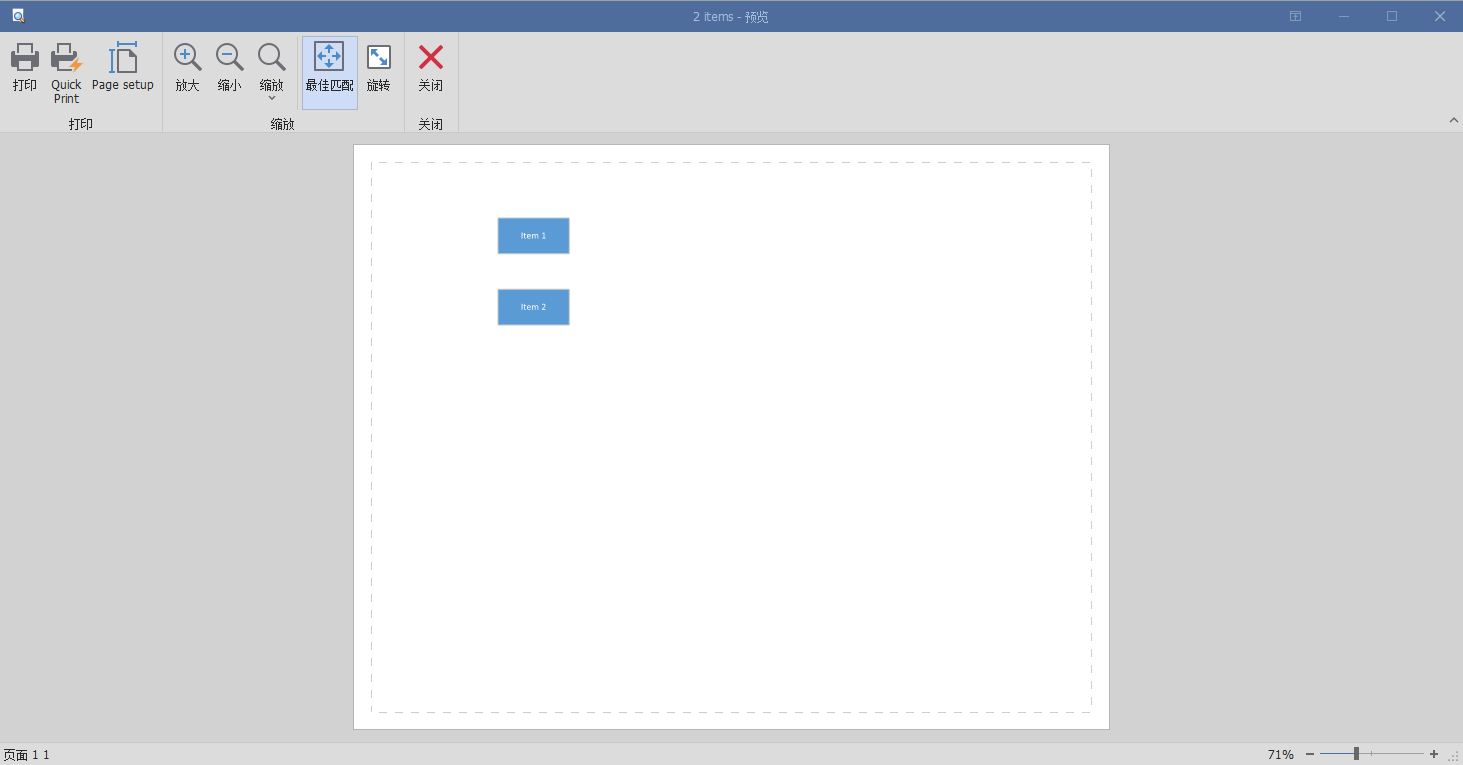 2 items - 预览
打印
Quick
Print
Page setup
放大
缩小
缩放
最佳匹配
旋转
关闭
打印
缩放
关闭
Item 1
Item 2
页面 1 1
71%